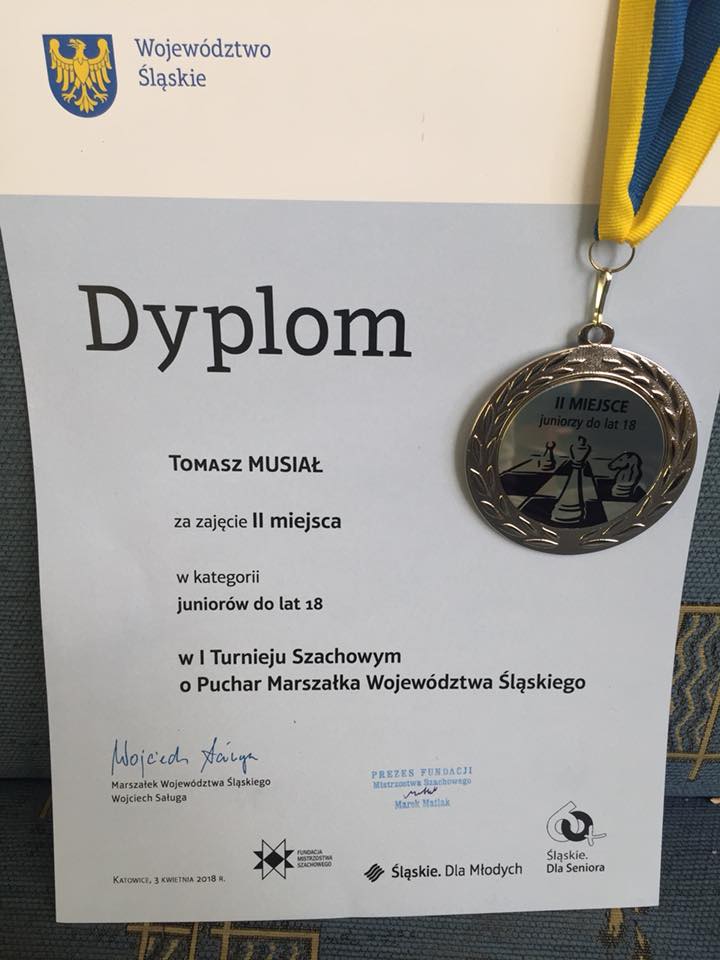 Województwo
Śląskie
Dyplom
II MIEJSCE
juniorzy do lat 18
TOMASZ MUSIAŁ
za zajęcie II miejsca
w kategorii
juniorów do lat 18
w I Turnieju Szachowym
o Puchar Marszałka Województwa Śląskiego
Marszałek Województwa Śląskiego
Wojciech Saługa
PREZES FUNDACJI
Mistrzostwa Szachowego
Marek Matlak
KATOWICE, 3 KWIETNIA 2018 R.
FUNDACJA
MISTRZOSTWA
SZACHOWEGO
Śląskie. Dla Młodych
60+
Śląskie.
Dla Seniora